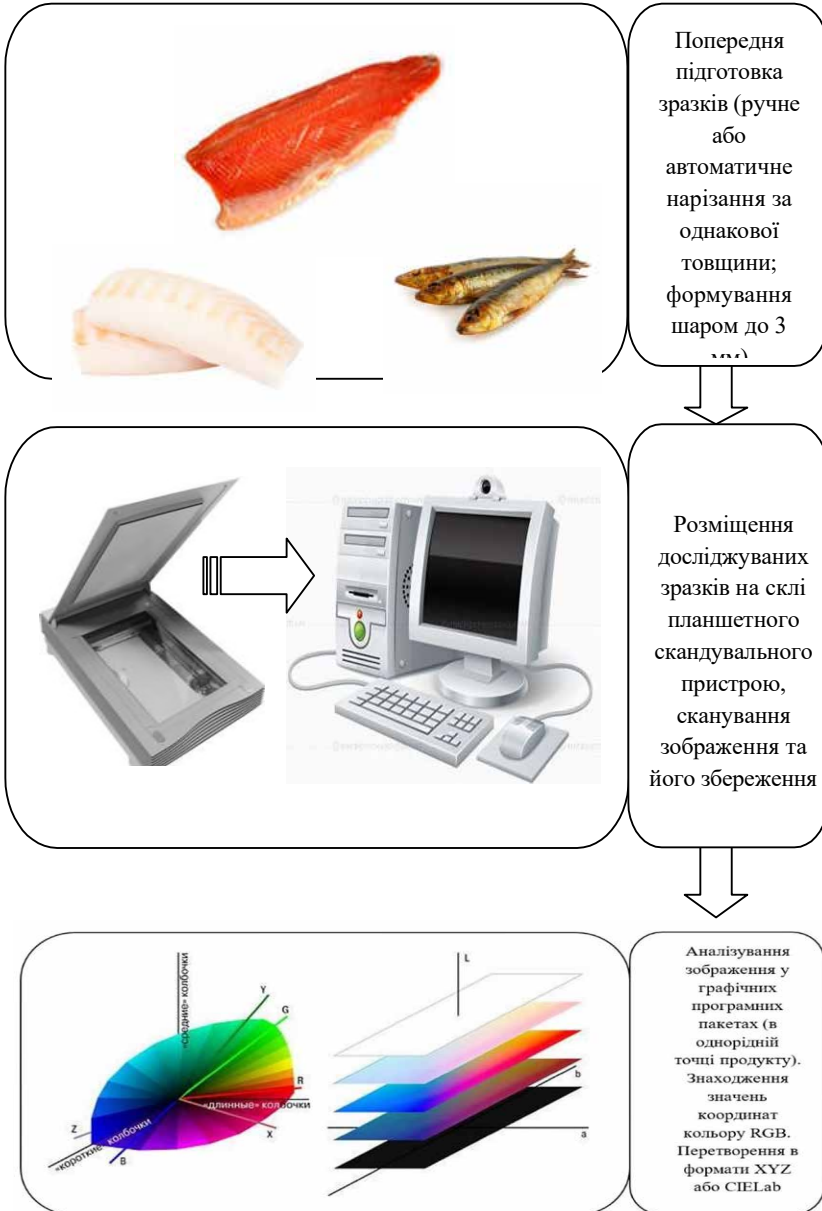 Попередня
підготовка
зразків (ручне
або
автоматичне
нарізання за
однакової
товщини;
формування
шаром до 3
мм)
Розміщення
досліджуваних
зразків на склі
планшетного
скандувального
пристрою,
сканування
зображення та
його збереження
«средние» колбочки
Y
G
R
«длинные» колбочки
X
Z
«короткие» колбочки
B
L
b
a
Аналізування
зображення у
графічних
програмних
пакетах (в
однорідній
точці продукту).
Знаходження
значень
координат
кольору RGB.
Перетворення в
формати XYZ
або CIELab